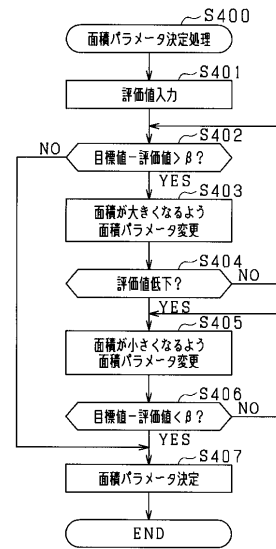 S400
面積パラメータ決定処理
S401
評価値入力
S402
NO
目標値－評価値＞β？
YES
S403
面積が大きくなるよう
面積パラメータ変更
S404
評価値低下？
NO
YES
S405
面積が小さくなるよう
面積パラメータ変更
S406
目標値－評価値＜β？
NO
YES
S407
面積パラメータ決定
END